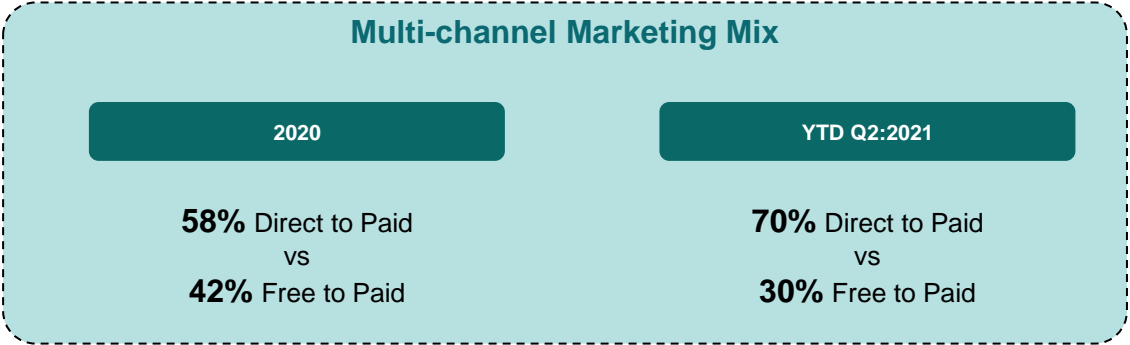 Multi-channel Marketing Mix
2020
58% Direct to Paid
vs
42% Free to Paid
YTD Q2:2021
70% Direct to Paid
vs
30% Free to Paid